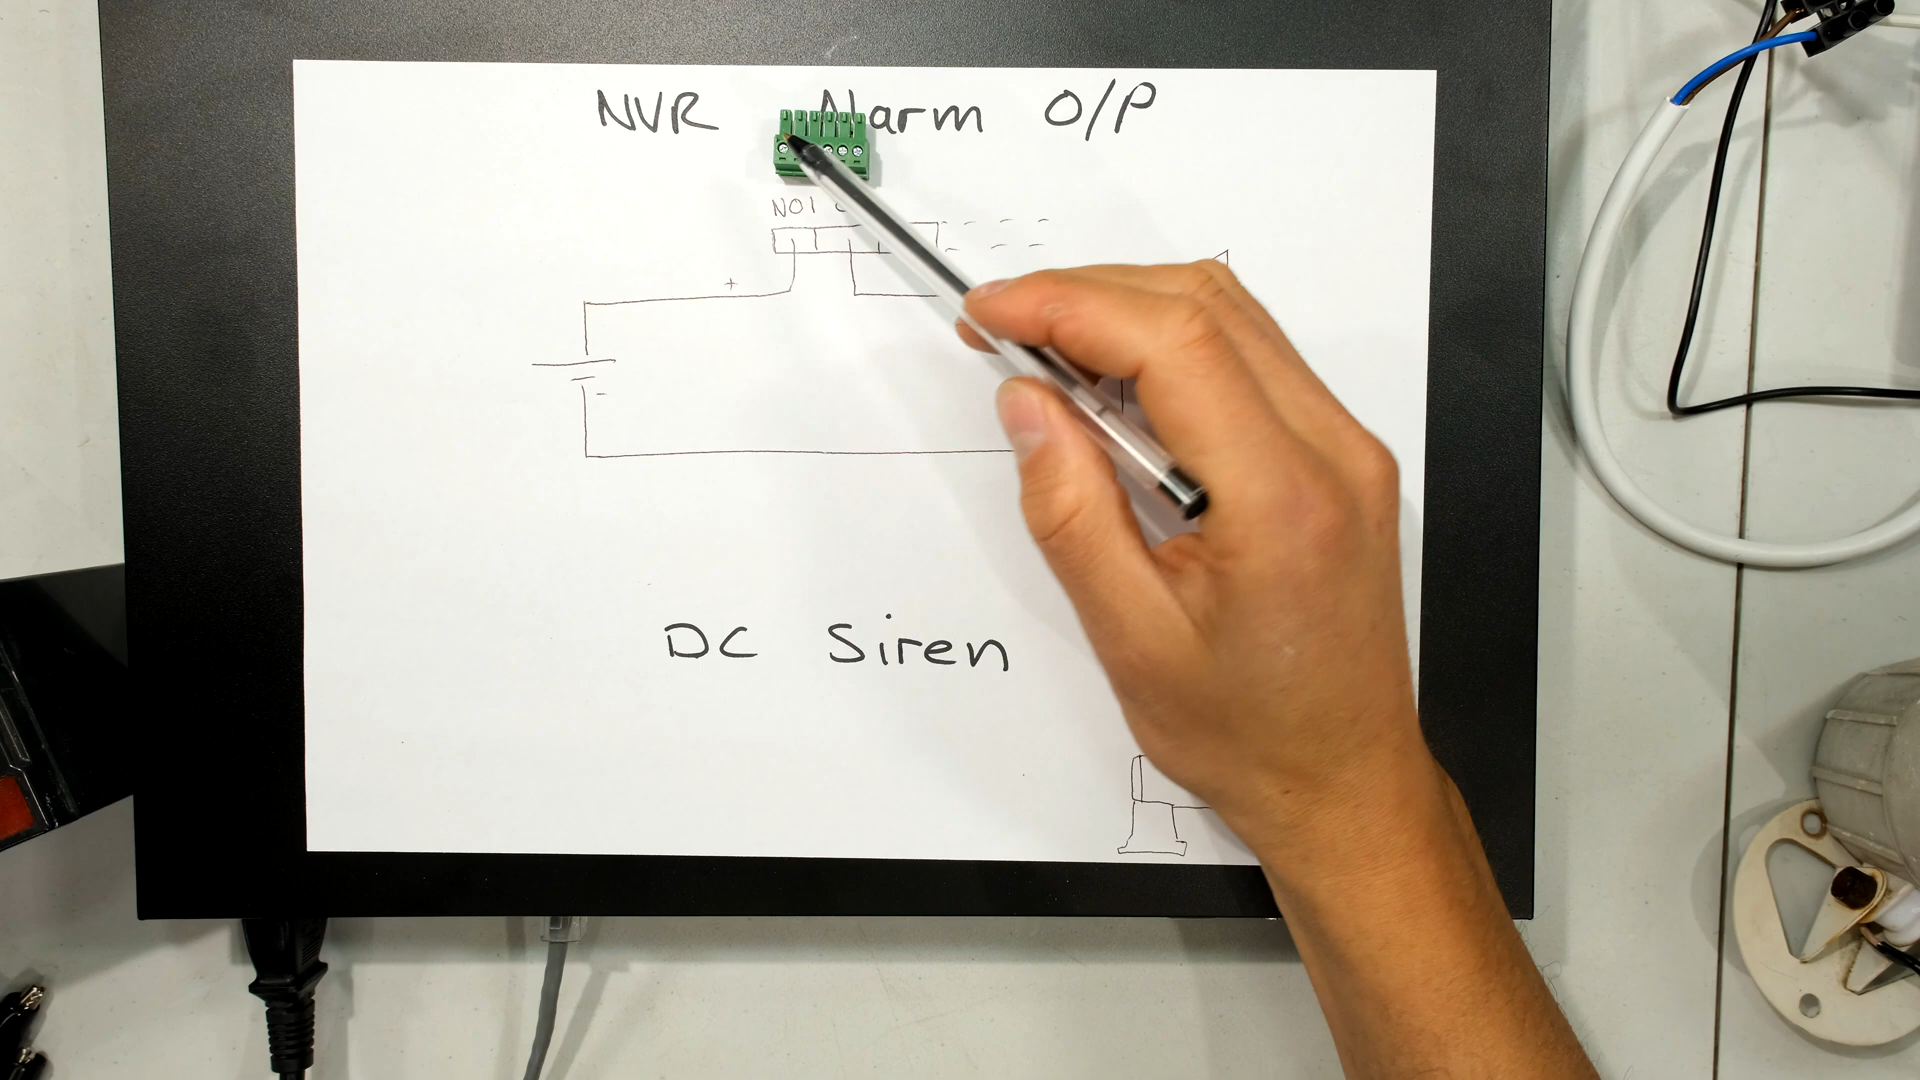 NVR Alarm O/P
NO1
+
-
DC Siren